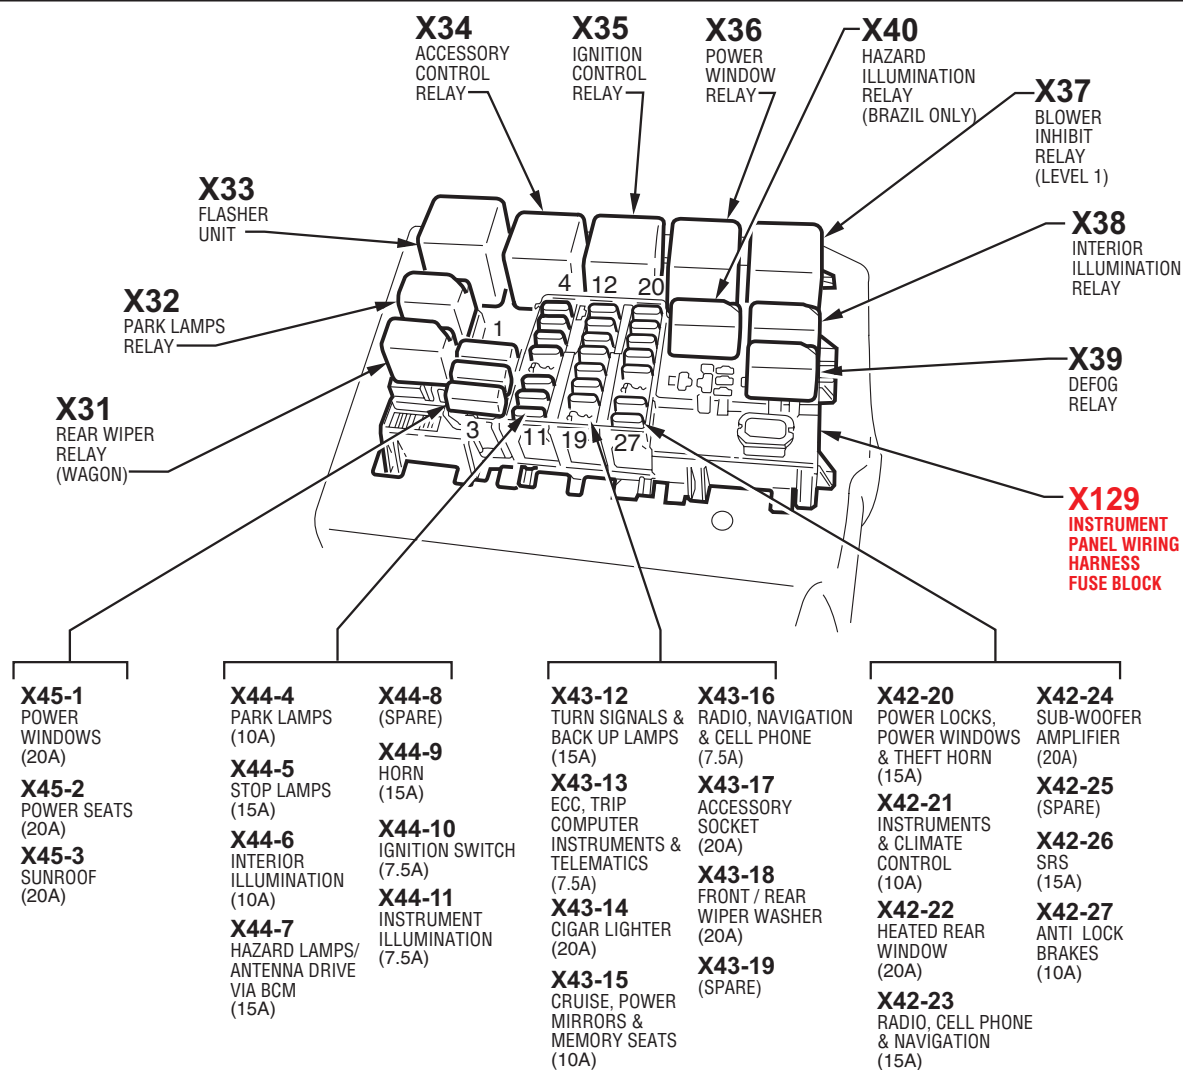 X34
ACCESSORY
CONTROL
RELAY
X35
IGNITION
CONTROL
RELAY
X36
POWER
WINDOW
RELAY
X40
HAZARD
ILLUMINATION
RELAY
(BRAZIL ONLY)
X37
BLOWER
INHIBIT
RELAY
(LEVEL 1)
X33
FLASHER
UNIT
X38
INTERIOR
ILLUMINATION
RELAY
X32
PARK LAMPS
RELAY
X39
DEFOG
RELAY
X31
REAR WIPER
RELAY
(WAGON)
4 12 20
1
3 11 19 27
X129
INSTRUMENT
PANEL WIRING
HARNESS
FUSE BLOCK
X45-1
POWER
WINDOWS
(20A)
X45-2
POWER SEATS
(20A)
X45-3
SUNROOF
(20A)
X44-4
PARK LAMPS
(10A)
X44-5
STOP LAMPS
(15A)
X44-6
INTERIOR
ILLUMINATION
(10A)
X44-7
HAZARD LAMPS/
ANTENNA DRIVE
VIA BCM
(15A)
X44-8
(SPARE)
X44-9
HORN
(15A)
X44-10
IGNITION SWITCH
(7.5A)
X44-11
INSTRUMENT
ILLUMINATION
(7.5A)
X43-12
TURN SIGNALS &
BACK UP LAMPS
(15A)
X43-13
ECC, TRIP
COMPUTER
INSTRUMENTS &
TELEMATICS
(7.5A)
X43-14
CIGAR LIGHTER
(20A)
X43-15
CRUISE, POWER
MIRRORS &
MEMORY SEATS
(10A)
X43-16
RADIO, NAVIGATION
& CELL PHONE
(7.5A)
X43-17
ACCESSORY
SOCKET
(20A)
X43-18
FRONT / REAR
WIPER WASHER
(20A)
X43-19
(SPARE)
X42-20
POWER LOCKS,
POWER WINDOWS
& THEFT HORN
(15A)
X42-21
INSTRUMENTS
& CLIMATE
CONTROL
(10A)
X42-22
HEATED REAR
WINDOW
(20A)
X42-23
RADIO, CELL PHONE
& NAVIGATION
(15A)
X42-24
SUB-WOOFER
AMPLIFIER
(20A)
X42-25
(SPARE)
X42-26
SRS
(15A)
X42-27
ANTI LOCK
BRAKES
(10A)